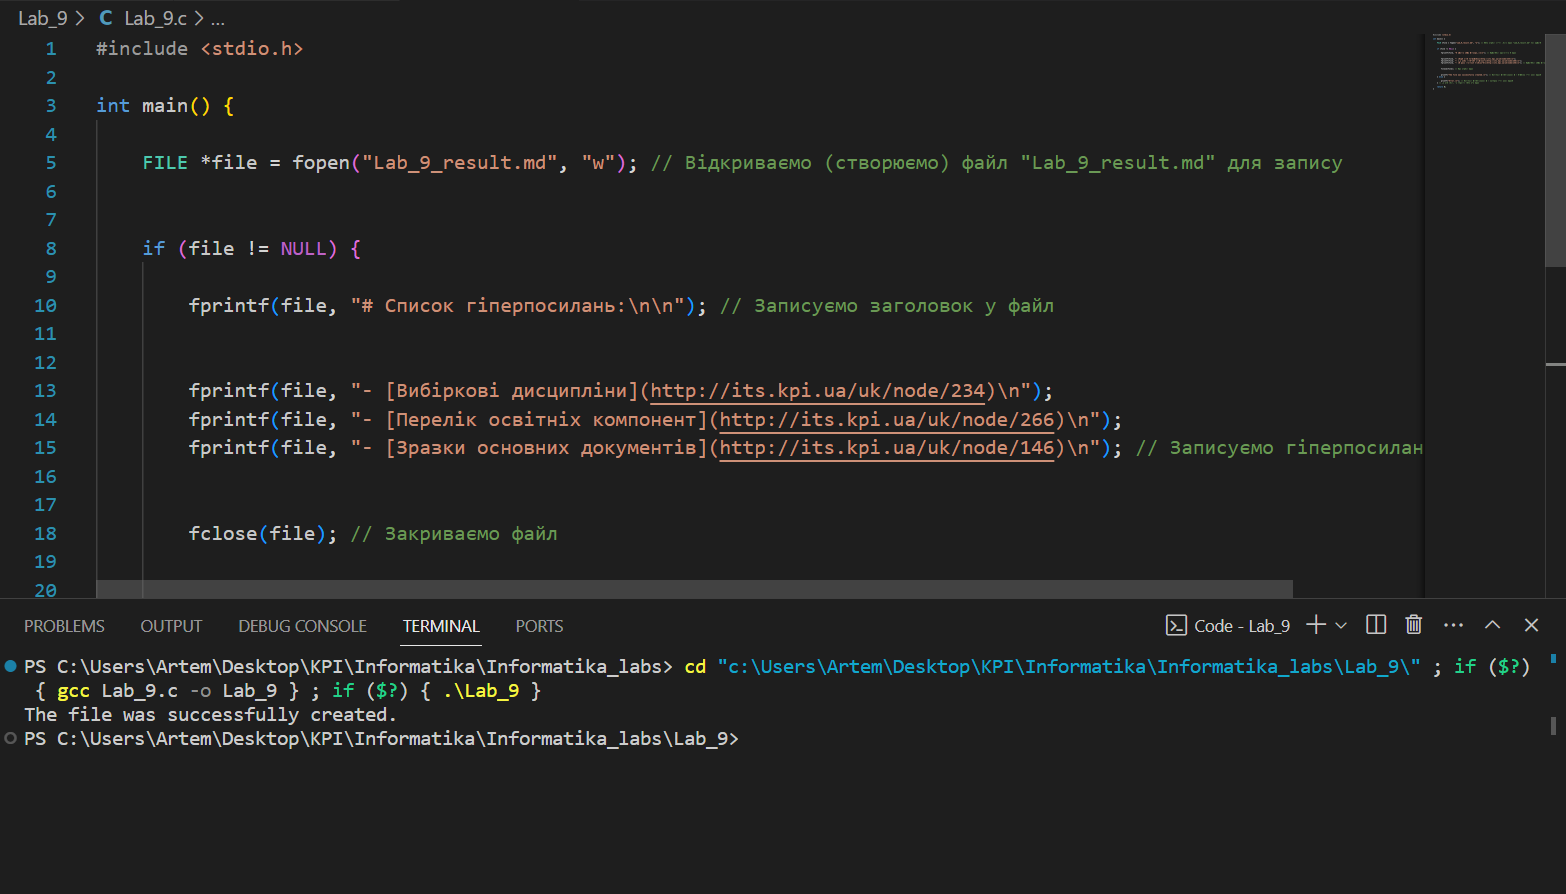 Lab_9 > C Lab_9.c > ...
1 #include <stdio.h>
2
3 int main() {
4
5 FILE *file = fopen("Lab_9_result.md", "w"); // Відкриваємо (створюємо) файл "Lab_9_result.md" для запису
6
7
8 if (file != NULL) {
9
10 fprintf(file, "# Список гіперпосилань:\n\n"); // Записуємо заголовок у файл
11
12
13 fprintf(file, "- [Вибіркові дисципліни](http://its.kpi.ua/uk/node/234)\n");
14 fprintf(file, "- [Перелік освітніх компонент](http://its.kpi.ua/uk/node/266)\n");
15 fprintf(file, "- [Зразки основних документів](http://its.kpi.ua/uk/node/146)\n"); // Записуємо гіперпосилан
16
17
18 fclose(file); // Закриваємо файл
19
20
PROBLEMS OUTPUT DEBUG CONSOLE TERMINAL PORTS Code - Lab_9
PS C:\Users\Artem\Desktop\KPI\Informatika\Informatika_labs> cd "c:\Users\Artem\Desktop\KPI\Informatika\Informatika_labs\Lab_9\" ; if ($?)
{ gcc Lab_9.c -o Lab_9 } ; if ($?) { .\Lab_9 }
The file was successfully created.
PS C:\Users\Artem\Desktop\KPI\Informatika\Informatika_labs\Lab_9>